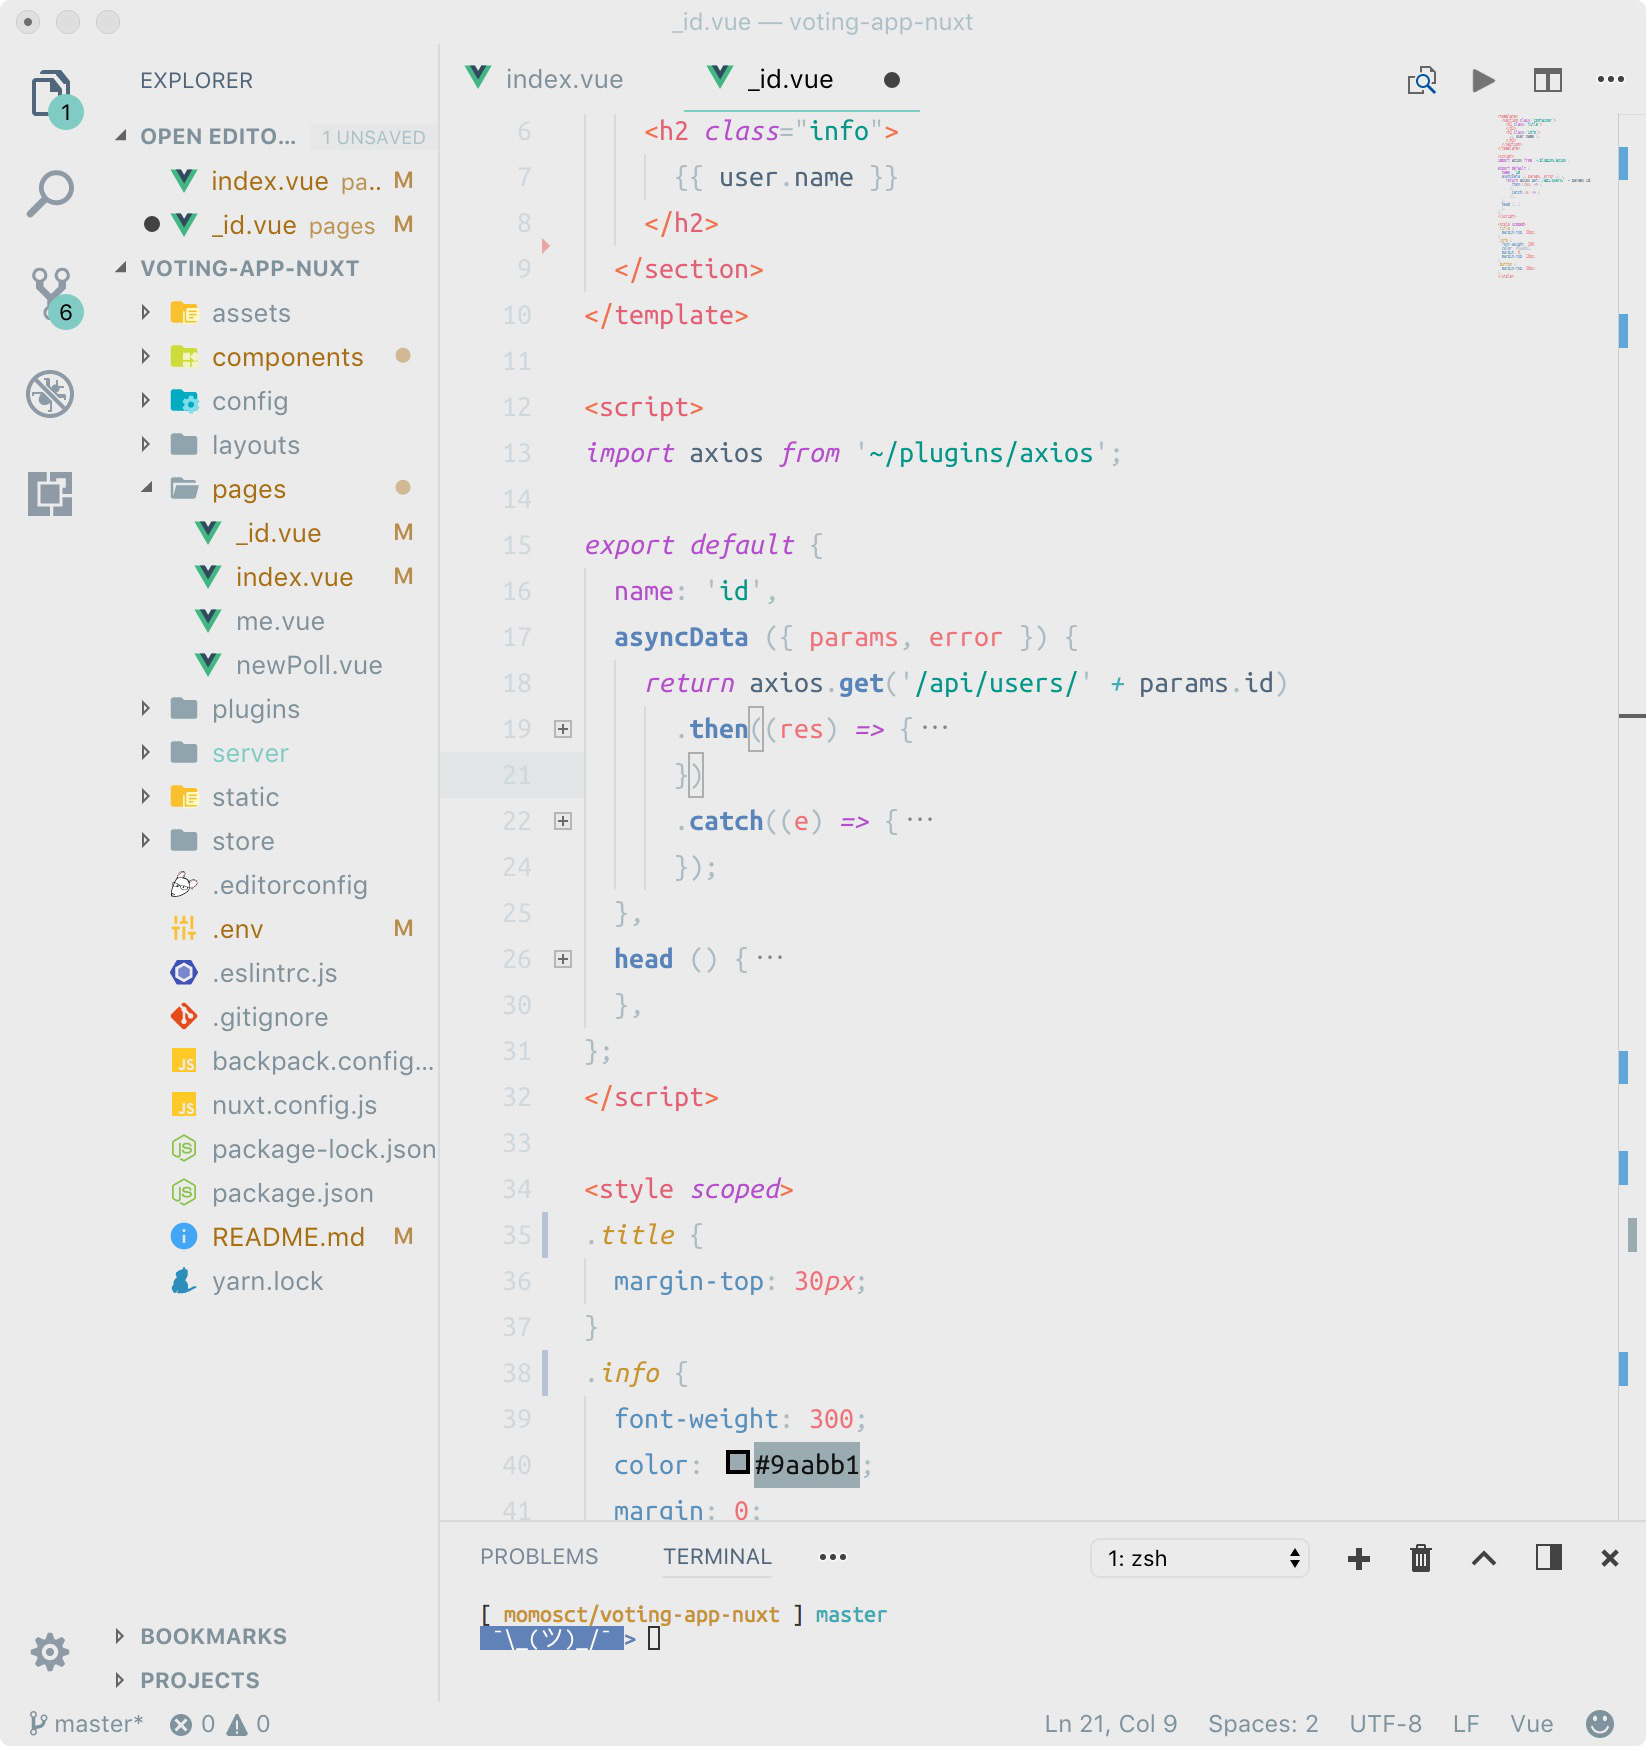 _id.vue — voting-app-nuxt
EXPLORER
1
OPEN EDITO... 1 UNSAVED
index.vue pa.. M
_id.vue pages M
VOTING-APP-NUXT
6
assets
components
config
layouts
pages
_id.vue M
index.vue M
me.vue
newPoll.vue
plugins
server
static
store
.editorconfig
.env M
.eslintrc.js
.gitignore
backpack.config...
nuxt.config.js
package-lock.json
package.json
README.md M
yarn.lock
BOOKMARKS
PROJECTS
index.vue _id.vue
6 <h2 class="info">
7 {{ user.name }}
8 </h2>
9 </section>
10 </template>
11
12 <script>
13 import axios from '~/plugins/axios';
14
15 export default {
16 name: 'id',
17 asyncData ({ params, error }) {
18 return axios.get('/api/users/' + params.id)
19 .then((res) => {···
21 })
22 .catch((e) => {···
24 });
25 },
26 head () {···
30 },
31 };
32 </script>
33
34 <style scoped>
35 .title {
36 margin-top: 30px;
37 }
38 .info {
39 font-weight: 300;
40 color: #9aabb1;
41 margin: 0;
PROBLEMS TERMINAL 1: zsh
[ momosct/voting-app-nuxt ] master
¯\_(ツ)_/¯ >
master* 0 0 Ln 21, Col 9 Spaces: 2 UTF-8 LF Vue